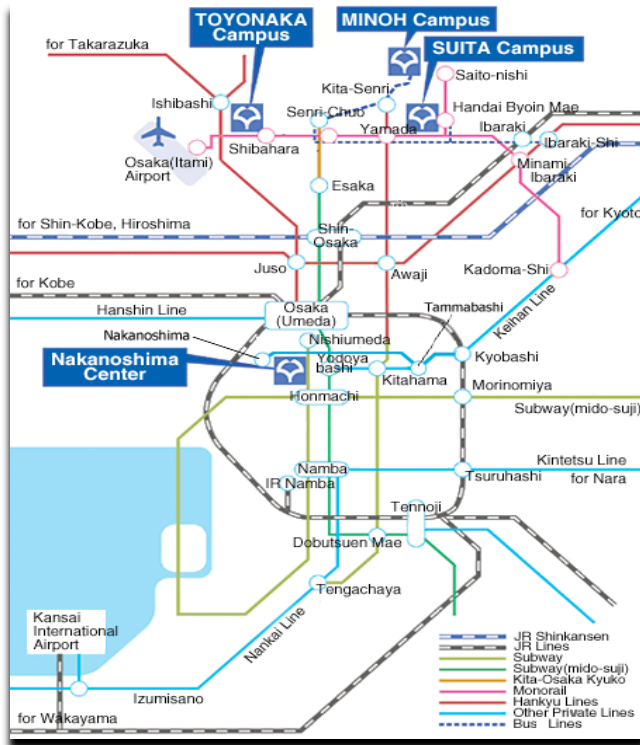 TOYONAKA
Campus
MINOH Campus
SUITA Campus
for Takarazuka
Kita-Senri
Saito-nishi
Ishibashi
Senri-Chuo
Handai Byoin Mae
Yamada
Ibaraki
Ibaraki-Shi
Osaka(Itami)
Airport
Shibahara
Minami
Ibaraki
Esaka
for Shin-Kobe, Hiroshima
Shin-
Osaka
for Kyoto
Juso
Awaji
Kadoma-Shi
for Kobe
Hanshin Line
Osaka
(Umeda)
Tammabashi
Keihan Line
Nakanoshima
Nishiumeda
Yodoya
bashi
Kyobashi
Nakanoshima
Center
Kitahama
Honmachi
Morinomiya
Subway(mido-suji)
Namba
Kintetsu Line
JR Namba
Tsuruhashi
for Nara
Tennoji
Dobutsuen Mae
Tengachaya
Kansai
International
Airport
Nankai Line
Izumisano
for Wakayama
JR Shinkansen
JR Lines
Subway
Subway(mido-suji)
Kita-Osaka Kyuko
Monorail
Hankyu Lines
Other Private Lines
Bus Lines